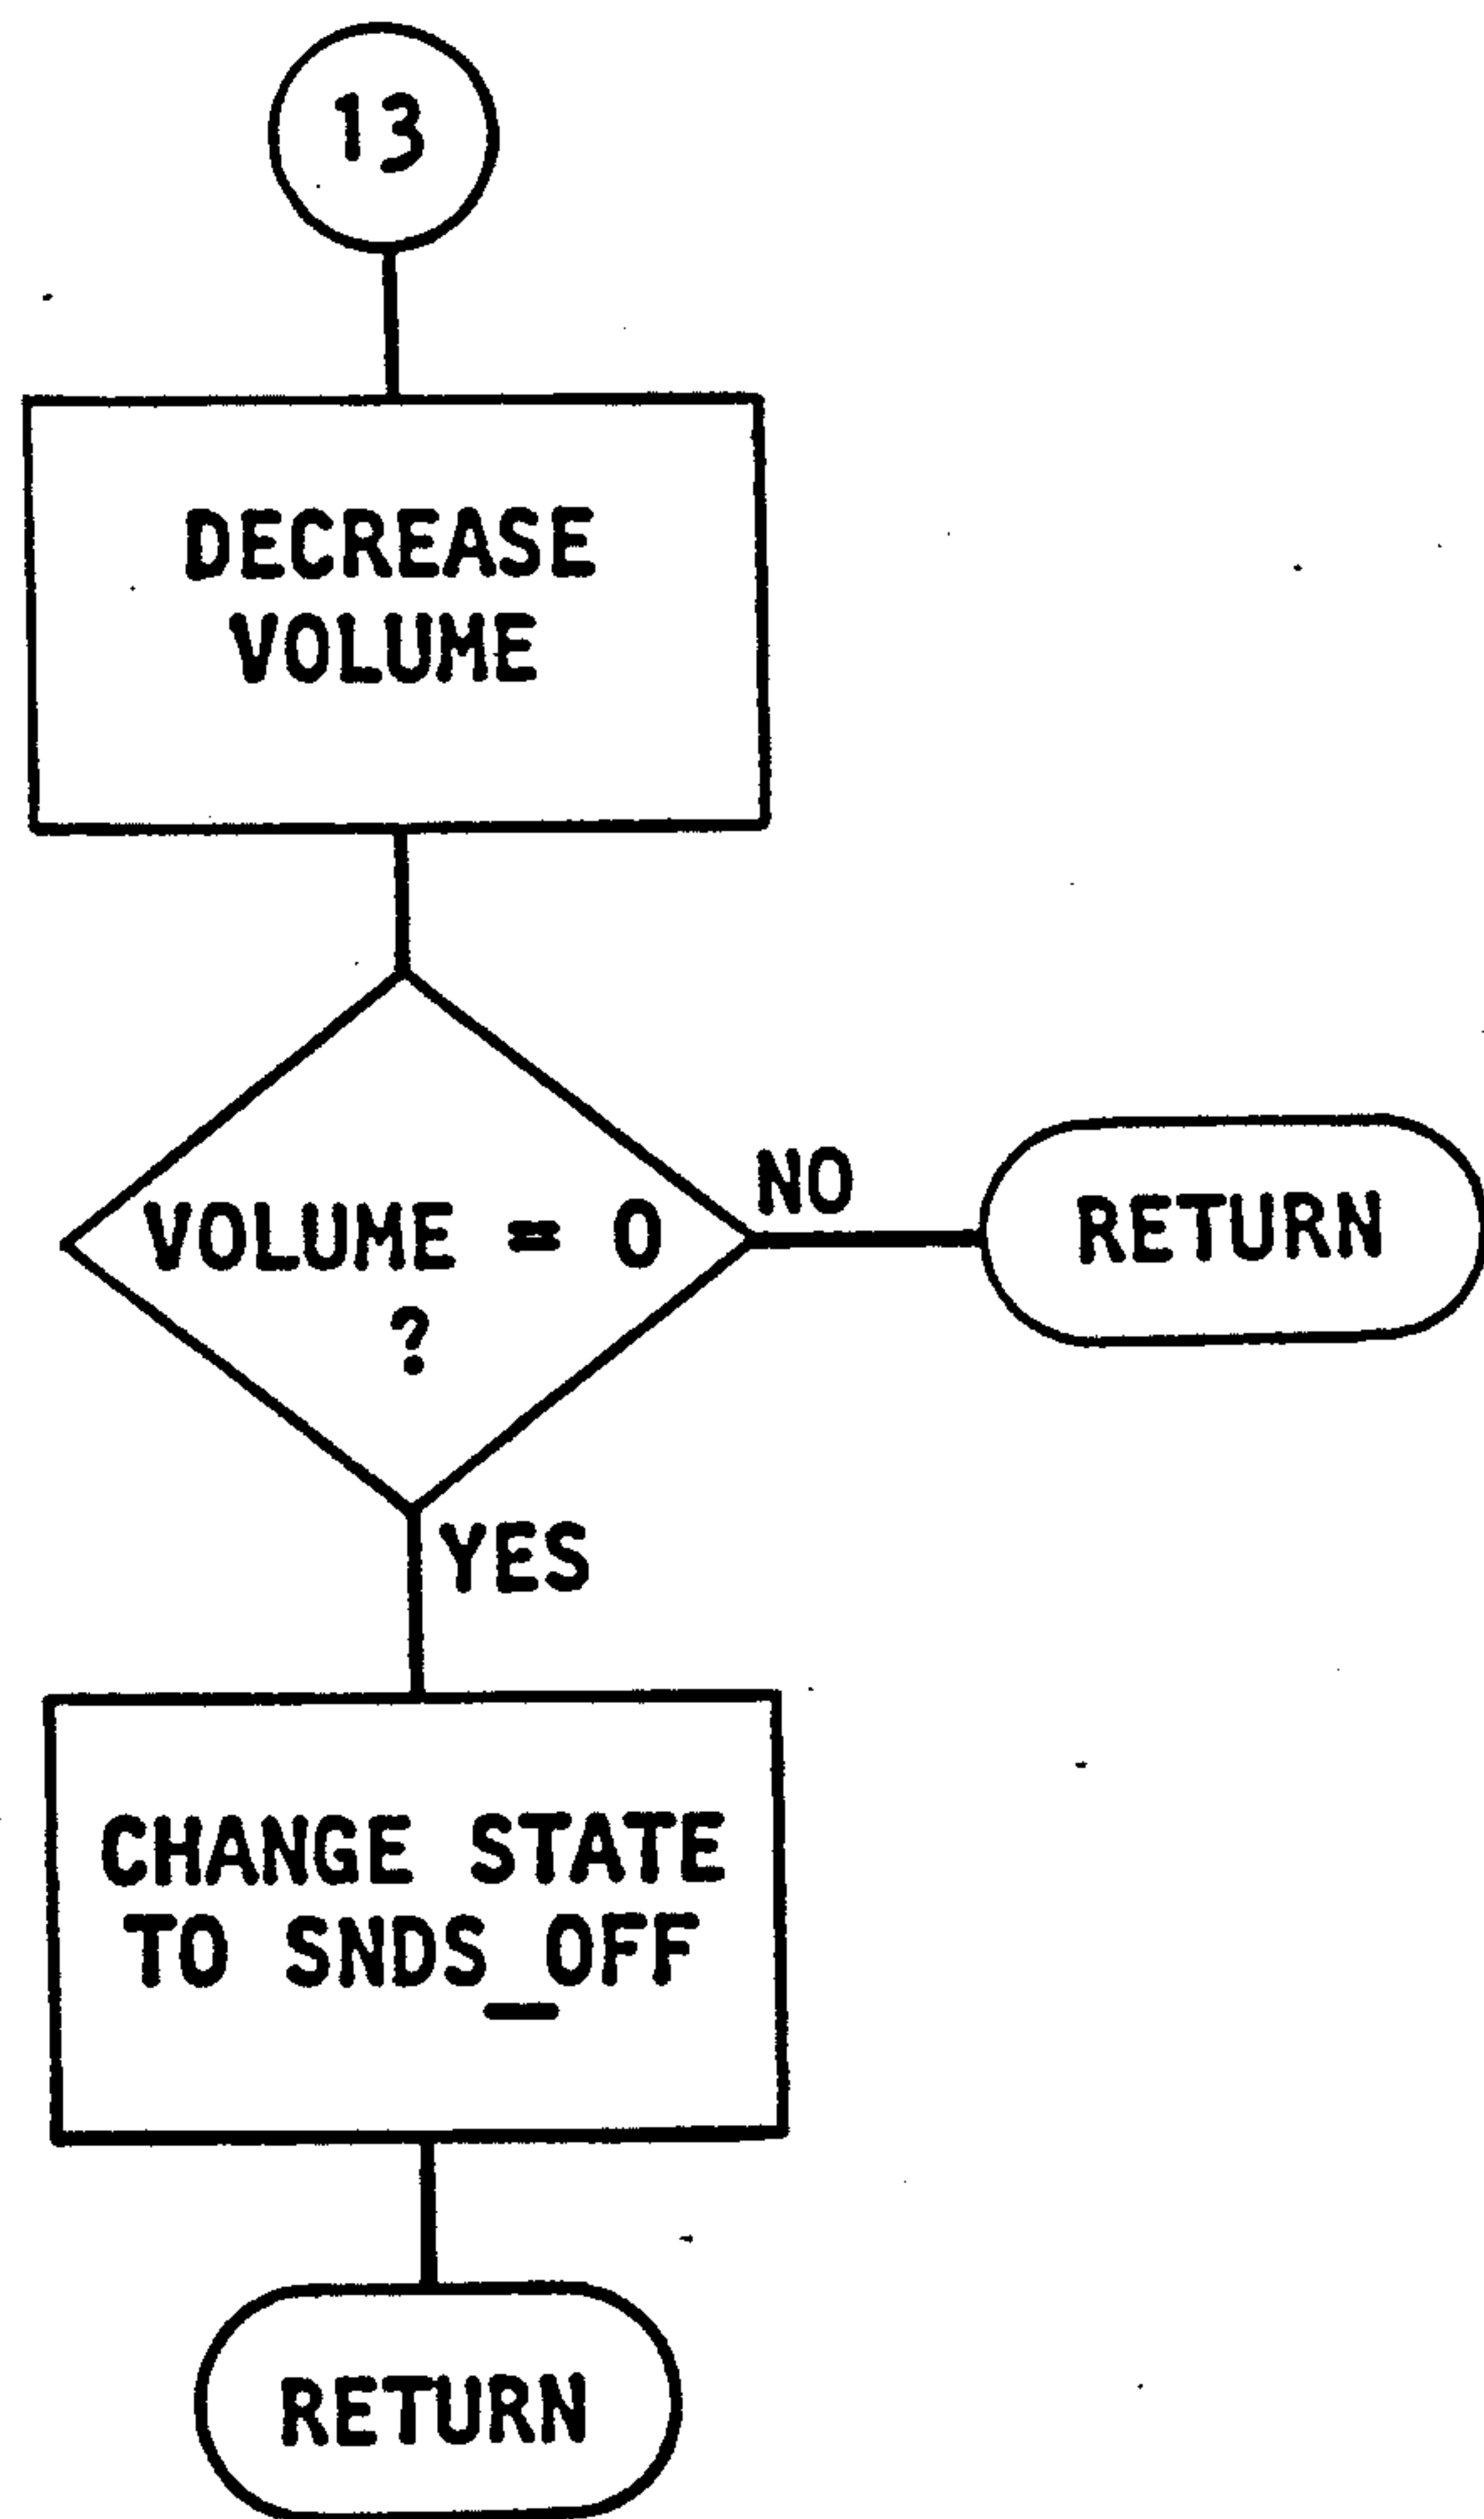 13
DECREASE
VOLUME
VOLUME = 0
?
NO
RETURN
YES
CHANGE STATE
TO SNDS_OFF
RETURN